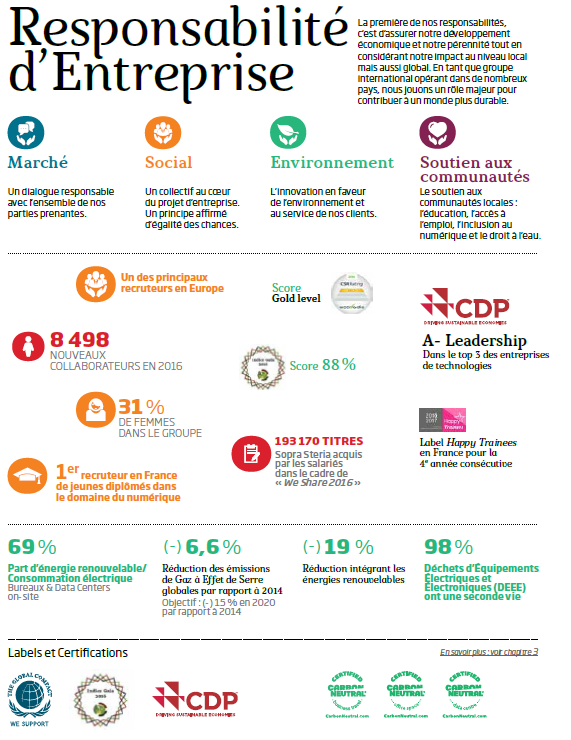 Responsabilité
d'Entreprise
La première de nos responsabilités,
c'est d'assurer notre développement
économique et notre pérennité tout en
considérant notre impact au niveau local
mais aussi global. En tant que groupe
international opérant dans de nombreux
pays, nous jouons un rôle majeur pour
contribuer à un monde plus durable.
Marché
Un dialogue responsable
avec l'ensemble de nos
parties prenantes.
Social
Un collectif au cœur
du projet d'entreprise.
Un principe affirmé
d'égalité des chances.
Environnement
L'innovation en faveur
de l'environnement et
au service de nos clients.
Soutien aux
communautés
Le soutien aux
communautés locales :
l'éducation, l'accès à
l'emploi, l'inclusion au
numérique et le droit à l'eau.
Un des principaux
recruteurs en Europe
8 498
NOUVEAUX
COLLABORATEURS EN 2016
31 %
DE FEMMES
DANS LE GROUPE
1er recruteur en France
de jeunes diplômés dans
le domaine du numérique
Score
Gold level
CSR Rating
Indice Gaia
2016
Score 88 %
193 170 TITRES
Sopra Steria acquis
par les salariés
dans le cadre de
« We Share 2016 »
CDP
DRIVING SUSTAINABLE ECONOMIES
A- Leadership
Dans le top 3 des entreprises
de technologies
2016
2017
Happy
Trainees
Label Happy Trainees
en France pour la
4e année consécutive
69 %
Part d'énergie renouvelable/
Consommation électrique
Bureaux & Data Centers
on- site
(-) 6,6 %
Réduction des émissions
de Gaz à Effet de Serre
globales par rapport à 2014
Objectif : (-) 15 % en 2020
par rapport à 2014
(-) 19 %
Réduction intégrant les
énergies renouvelables
98 %
Déchets d'Équipements
Électriques et
Électroniques (DEEE)
ont une seconde vie
Labels et Certifications
En savoir plus : voir chapitre 3
THE GLOBAL COMPACT
WE SUPPORT
Indice Gaia
2016
CDP
DRIVING SUSTAINABLE ECONOMIES
CERTIFIED
CARBON
NEUTRAL
business travel
CarbonNeutral.com
CERTIFIED
CARBON
NEUTRAL
office space
CarbonNeutral.com
CERTIFIED
CARBON
NEUTRAL
data centre
CarbonNeutral.com